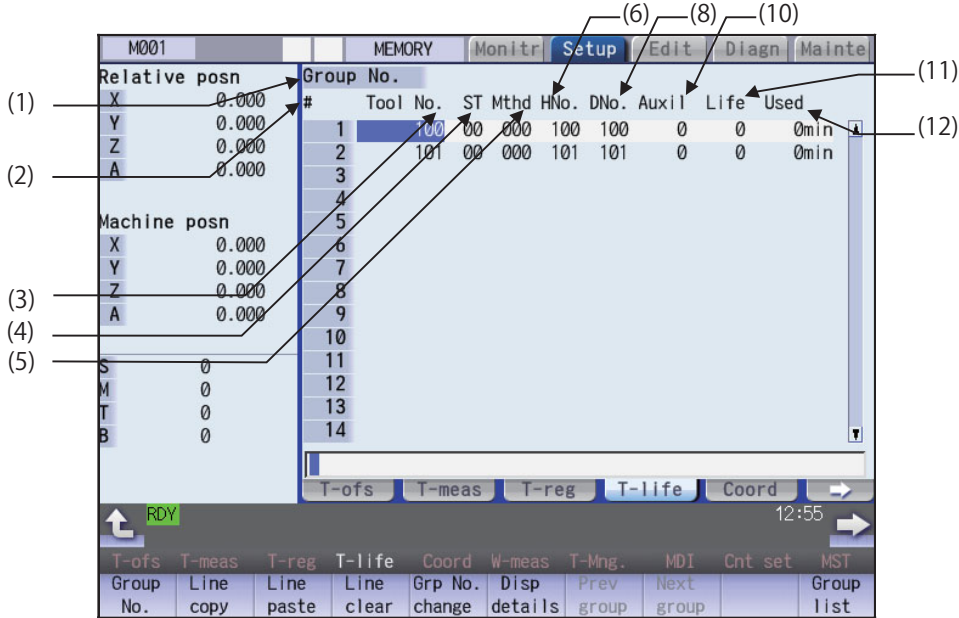 (6) (8) (10)
M001 MEMORY Monitr Setup Edit Diagn Mainte
Relative posn Group No. (11)
(1) X 0.000 # Tool No. ST Mthd HNo. DNo. Auxil Life Used
Y 0.000 1 100 00 000 100 100 0 0 0min (12)
Z 0.000 2 101 00 000 101 101 0 0 0min
(2) A 0.000 3
4
Machine posn 5
X 0.000 6
Y 0.000 7
(3) Z 0.000 8
A 0.000 9
(4) 10
(5) S 0 11
M 0 12
T 0 13
B 0 14
T-ofs T-meas T-reg T-life Coord
RDY 12:55
T-ofs T-meas T-reg T-life Coord W-meas T-Mng. MDI Cnt set MST
Group Line Line Line Grp No. Disp Prev Next Group
No. copy paste clear change details group group list